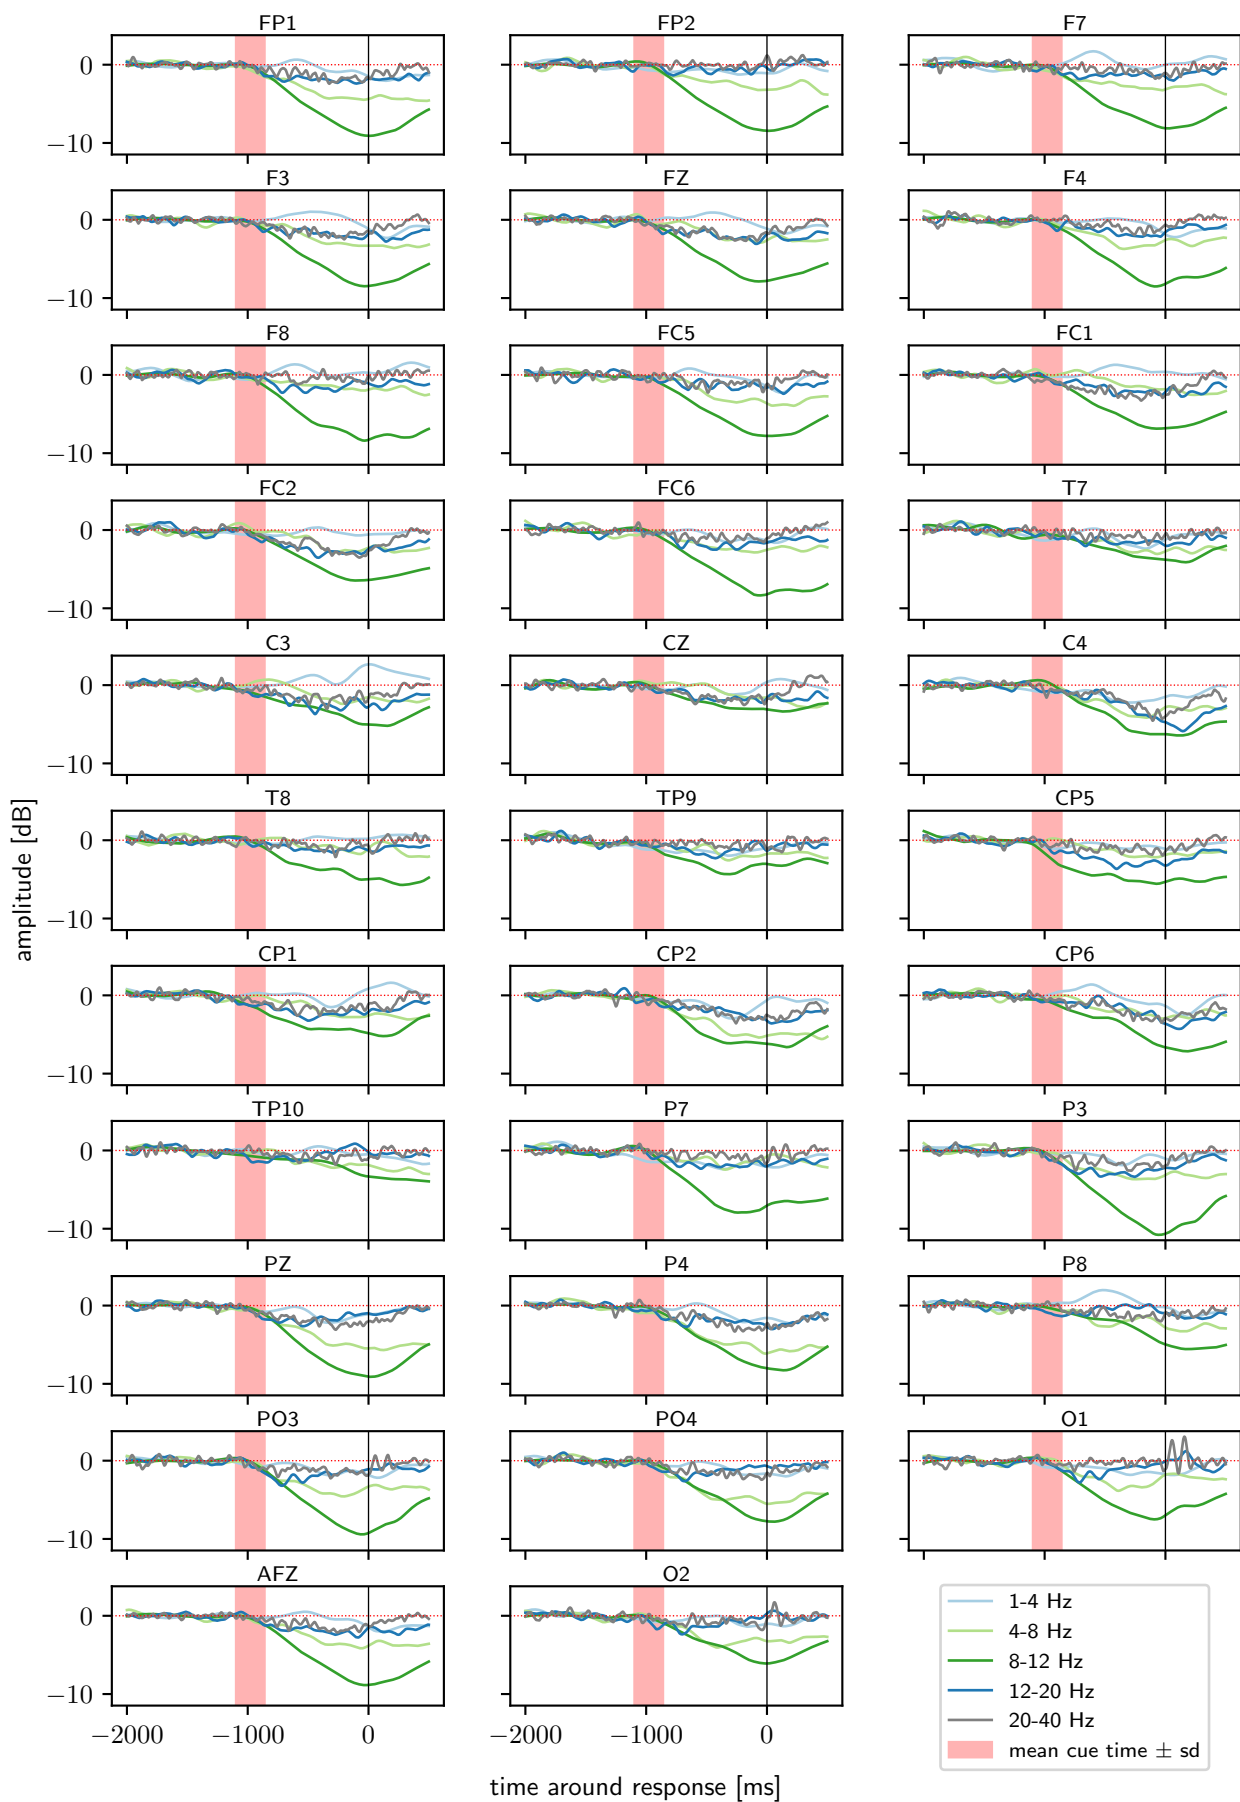 FP1 FP2 F7
0
−10
F3 FZ F4
0
−10
F8 FC5 FC1
0
−10
FC2 FC6 T7
0
−10
C3 CZ C4
0
−10
T8 TP9 CP5
0
−10
CP1 CP2 CP6
0
−10
TP10 P7 P3
0
−10
PZ P4 P8
0
−10
PO3 PO4 O1
0
−10
AFZ O2
0
−10
−2000 −1000 0 −2000 −1000 0
amplitude [dB]
time around response [ms]
1-4 Hz
4-8 Hz
8-12 Hz
12-20 Hz
20-40 Hz
mean cue time ± sd